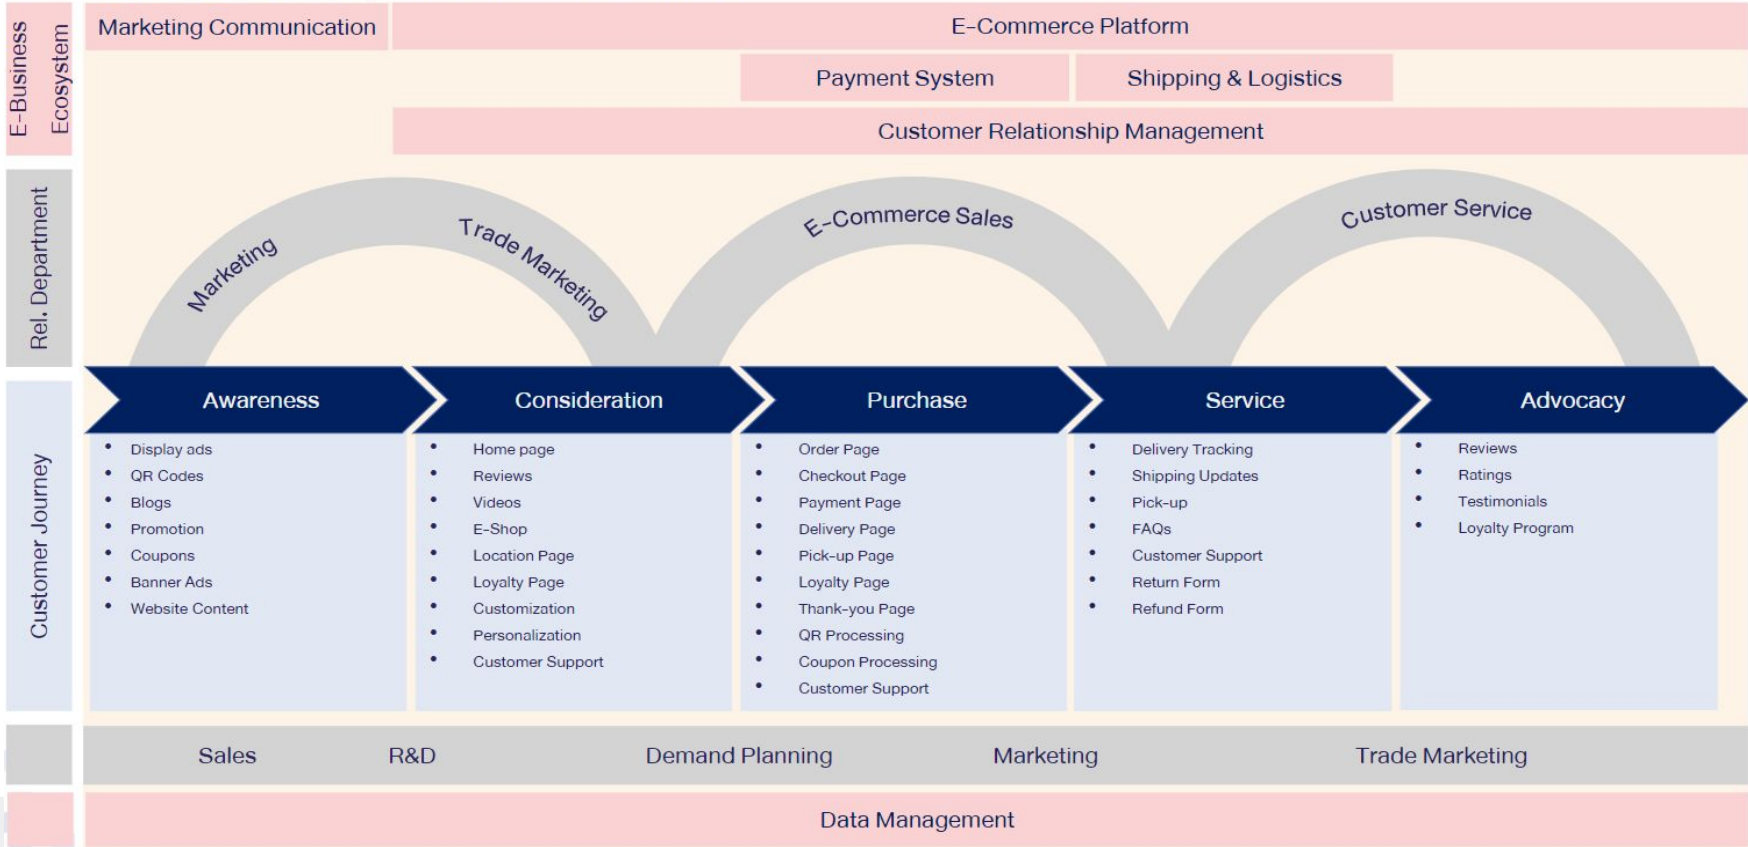 E-Business
Ecosystem
Marketing Communication
E-Commerce Platform
Payment System
Shipping & Logistics
Customer Relationship Management
Rel. Department
Marketing
Trade Marketing
E-Commerce Sales
Customer Service
Customer Journey
Awareness
Display ads
QR Codes
Blogs
Promotion
Coupons
Banner Ads
Website Content
Consideration
Home page
Reviews
Videos
E-Shop
Location Page
Loyalty Page
Customization
Personalization
Customer Support
Purchase
Order Page
Checkout Page
Payment Page
Delivery Page
Pick-up Page
Loyalty Page
Thank-you Page
QR Processing
Coupon Processing
Customer Support
Service
Delivery Tracking
Shipping Updates
Pick-up
FAQs
Customer Support
Return Form
Refund Form
Advocacy
Reviews
Ratings
Testimonials
Loyalty Program
Sales
R&D
Demand Planning
Marketing
Trade Marketing
Data Management